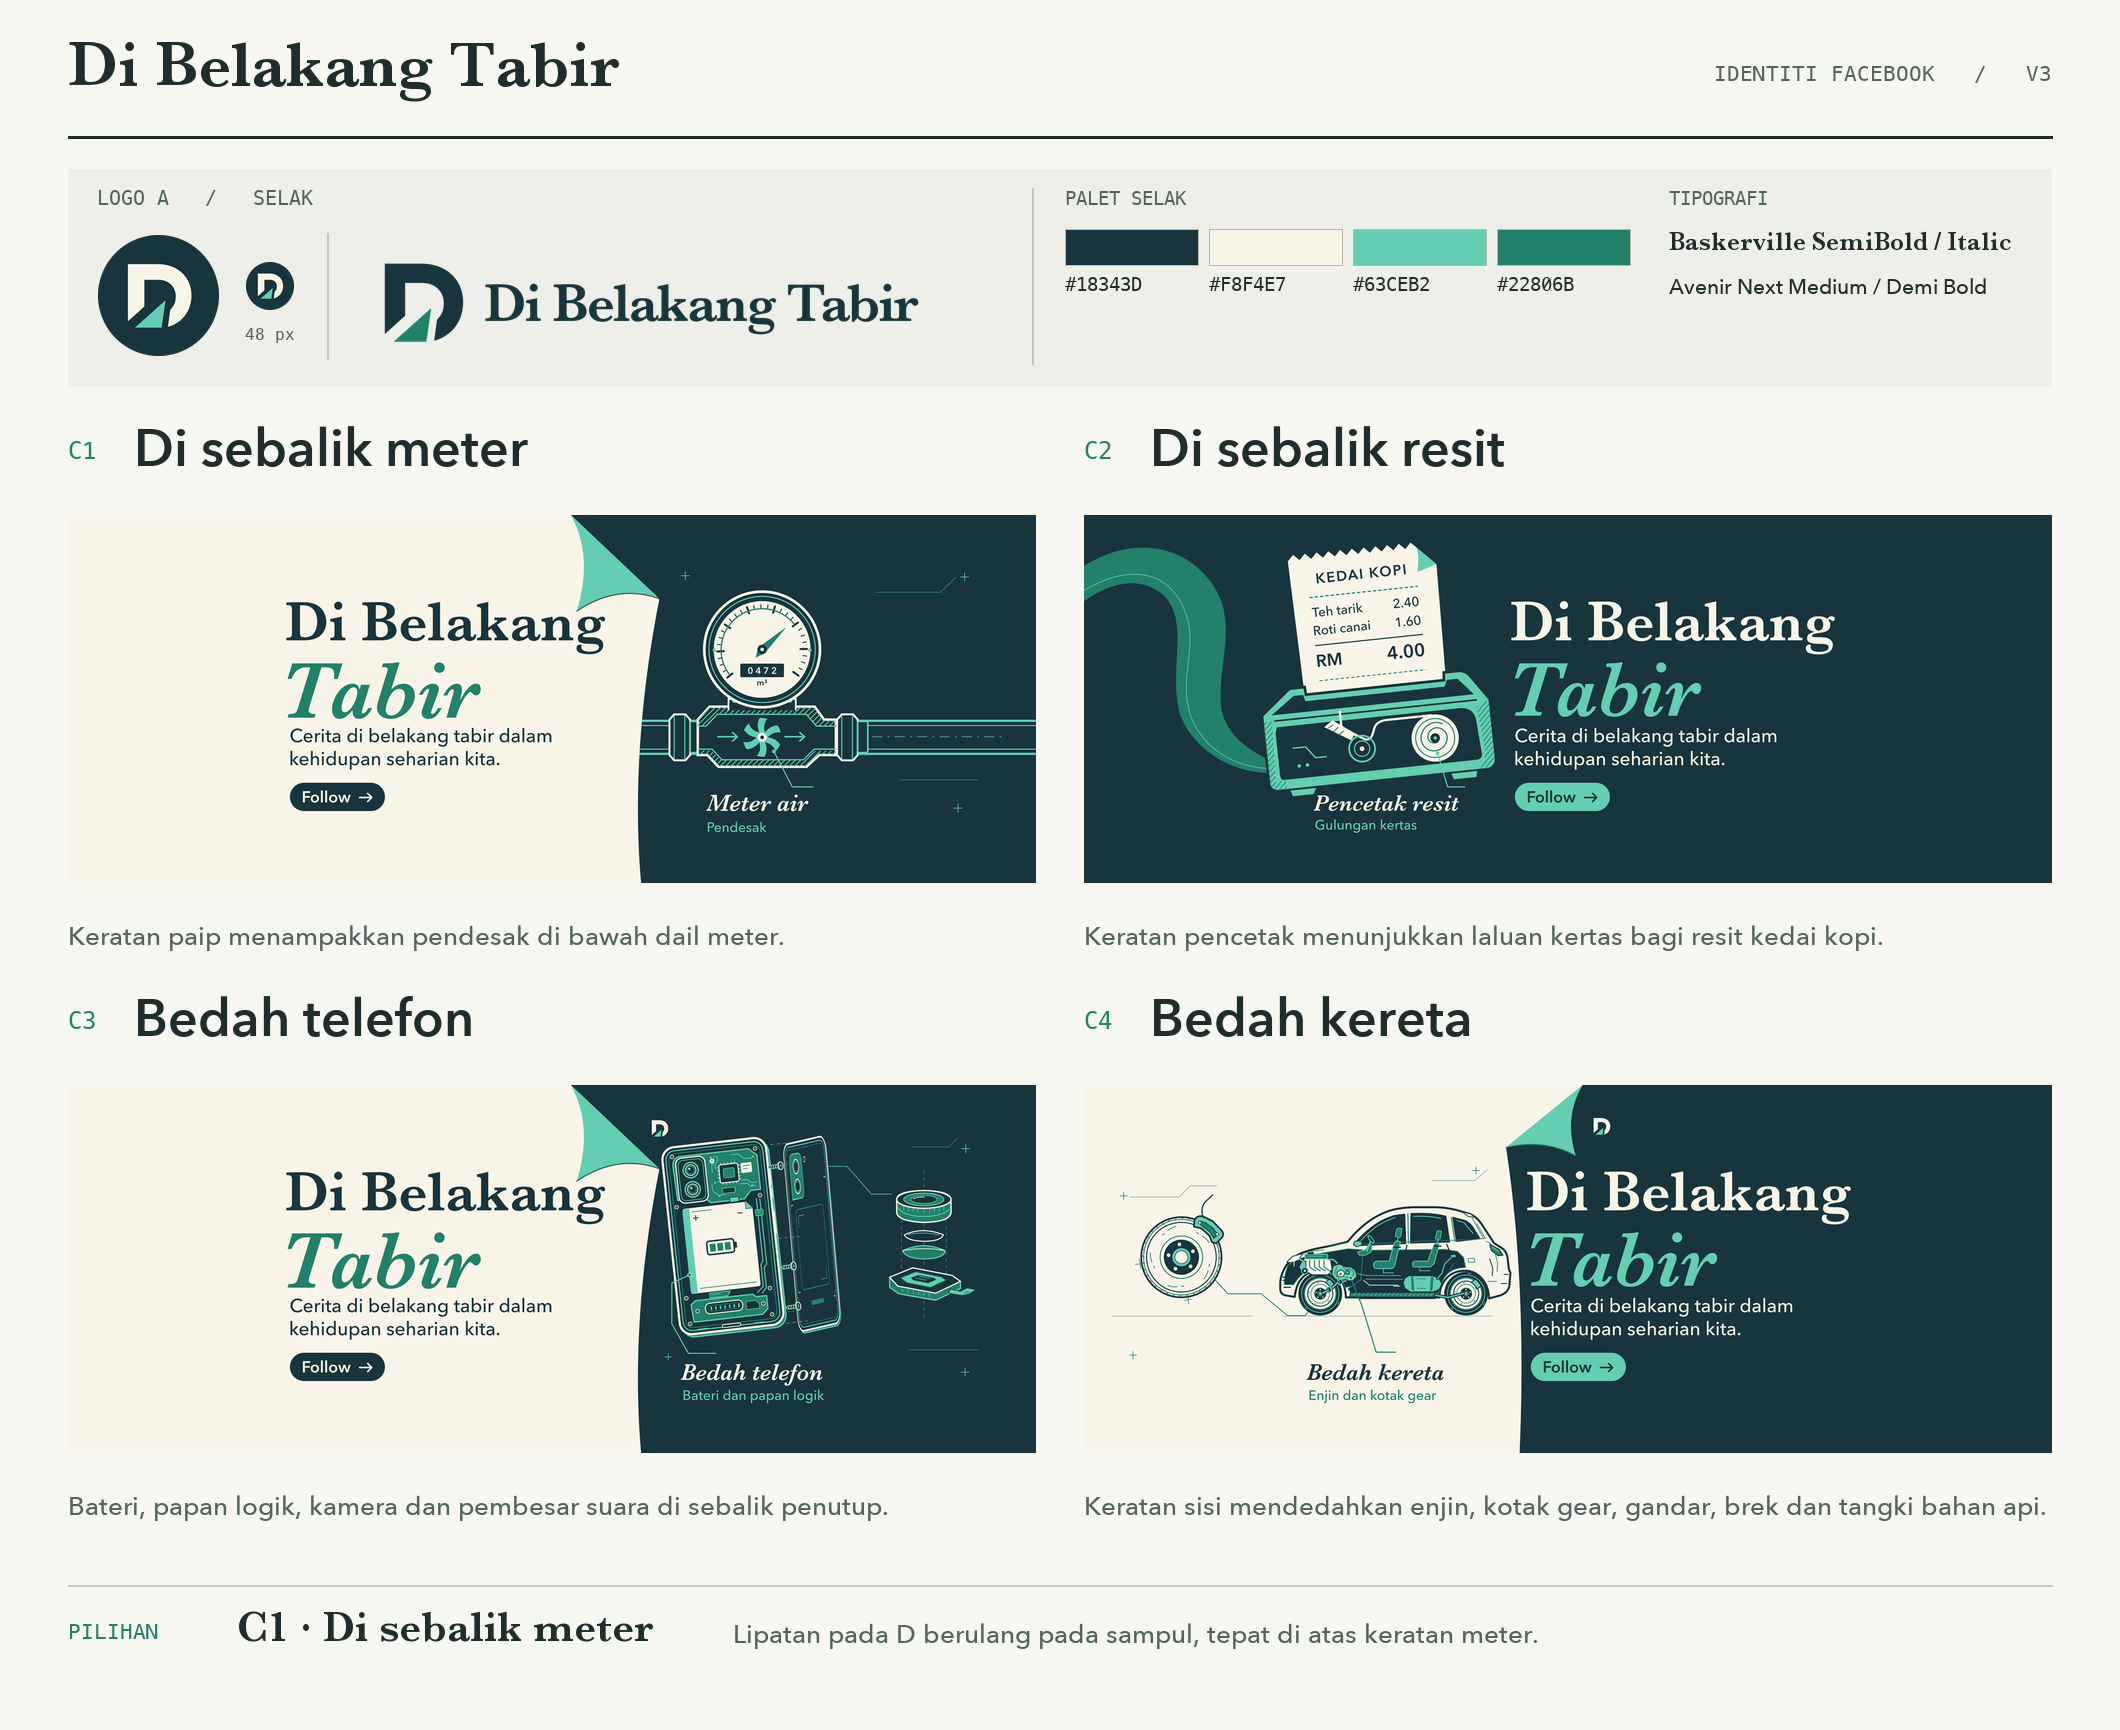 Di Belakang Tabir
IDENTITI FACEBOOK / V3
LOGO A / SELAK
48 px
Di Belakang Tabir
PALET SELAK
#18343D #F8F4E7 #63CEB2 #22806B
TIPOGRAFI
Baskerville SemiBold / Italic
Avenir Next Medium / Demi Bold
C1 Di sebalik meter
Di Belakang
Tabir
Cerita di belakang tabir dalam
kehidupan seharian kita.
Follow →
0472
m³
Meter air
Pendesak
Keratan paip menampakkan pendesak di bawah dail meter.
C2 Di sebalik resit
KEDAI KOPI
Teh tarik 2.40
Roti canai 1.60
RM 4.00
Pencetak resit
Gulungan kertas
Di Belakang
Tabir
Cerita di belakang tabir dalam
kehidupan seharian kita.
Follow →
Keratan pencetak menunjukkan laluan kertas bagi resit kedai kopi.
C3 Bedah telefon
Di Belakang
Tabir
Cerita di belakang tabir dalam
kehidupan seharian kita.
Follow →
Bedah telefon
Bateri dan papan logik
Bateri, papan logik, kamera dan pembesar suara di sebalik penutup.
C4 Bedah kereta
Bedah kereta
Enjin dan kotak gear
Di Belakang
Tabir
Cerita di belakang tabir dalam
kehidupan seharian kita.
Follow →
Keratan sisi mendedahkan enjin, kotak gear, gandar, brek dan tangki bahan api.
PILIHAN
C1 · Di sebalik meter
Lipatan pada D berulang pada sampul, tepat di atas keratan meter.